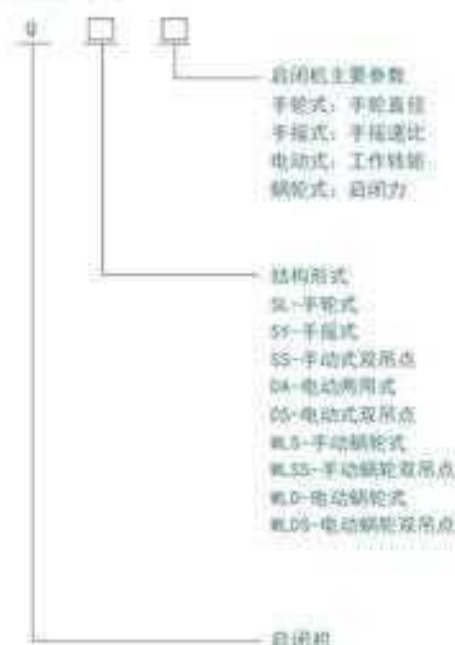 Q
启闭机主要参数
手轮式：手轮直径
手摇式：手摇速比
电动式：工作转矩
蜗轮式：启闭力
结构形式
SL-手轮式
SY-手摇式
SS-手动式双吊点
DA-电动两用式
DS-电动式双吊点
WLS-手动蜗轮式
WLSS-手动蜗轮双吊点
WLD-电动蜗轮式
WLDS-电动蜗轮双吊点
启闭机